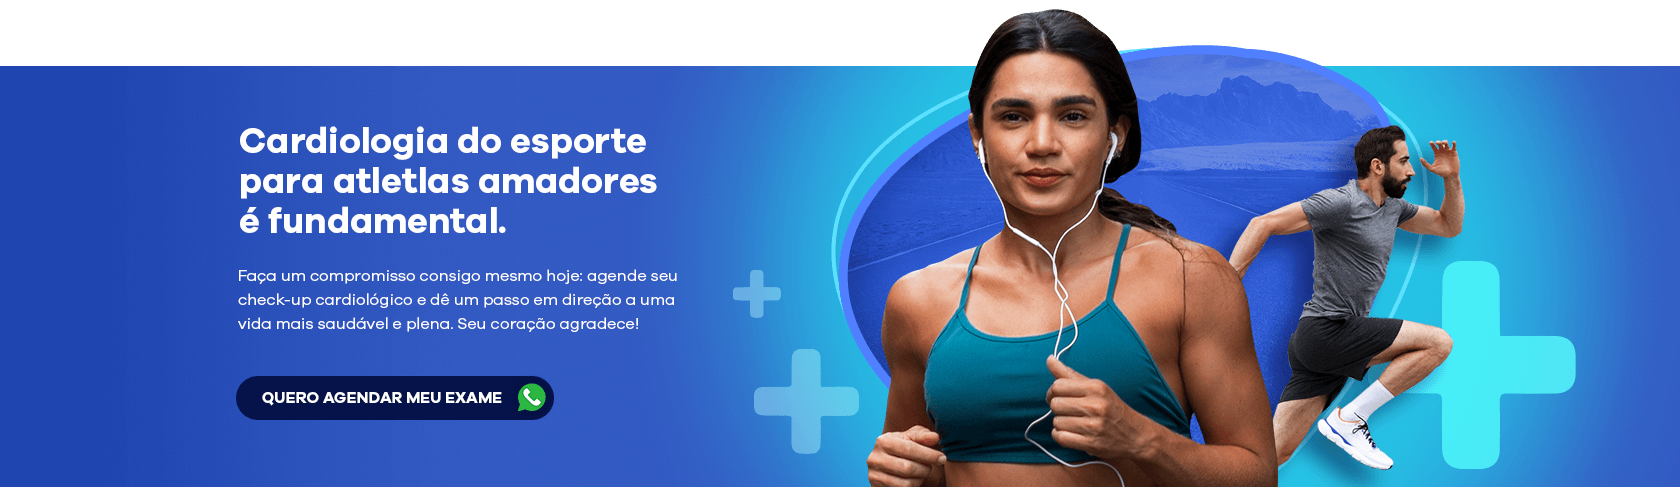 Cardiologia do esporte
para atletlas amadores
é fundamental.
Faça um compromisso consigo mesmo hoje: agende seu
check-up cardiológico e dê um passo em direção a uma
vida mais saudável e plena. Seu coração agradece!
QUERO AGENDAR MEU EXAME